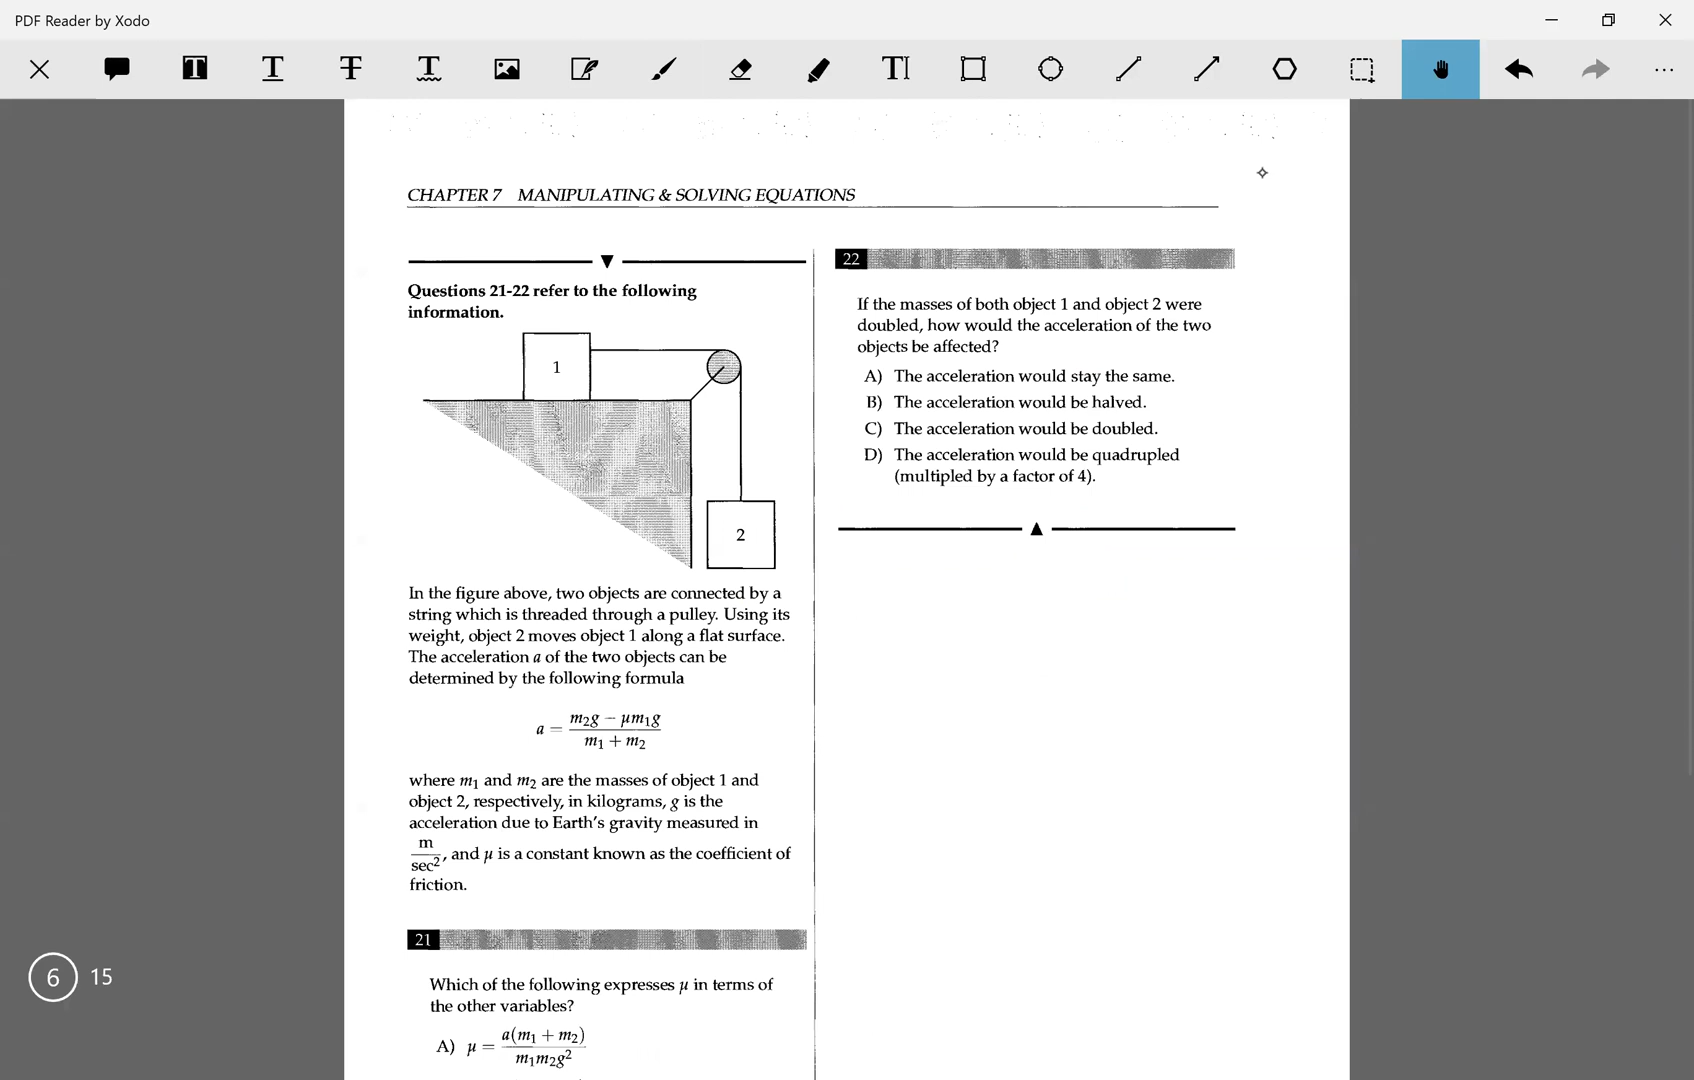 PDF Reader by Xodo
CHAPTER 7 MANIPULATING & SOLVING EQUATIONS
Questions 21-22 refer to the following
information.
1
2
In the figure above, two objects are connected by a
string which is threaded through a pulley. Using its
weight, object 2 moves object 1 along a flat surface.
The acceleration a of the two objects can be
determined by the following formula
a = \frac{m₂g − μm₁g}{m₁ + m₂}
where m₁ and m₂ are the masses of object 1 and
object 2, respectively, in kilograms, g is the
acceleration due to Earth's gravity measured in
\frac{m}{sec²}, and μ is a constant known as the coefficient of
friction.
21
Which of the following expresses μ in terms of
the other variables?
A) μ = \frac{a(m₁ + m₂)}{m₁m₂g²}
22
If the masses of both object 1 and object 2 were
doubled, how would the acceleration of the two
objects be affected?
A) The acceleration would stay the same.
B) The acceleration would be halved.
C) The acceleration would be doubled.
D) The acceleration would be quadrupled
(multipled by a factor of 4).
6 15